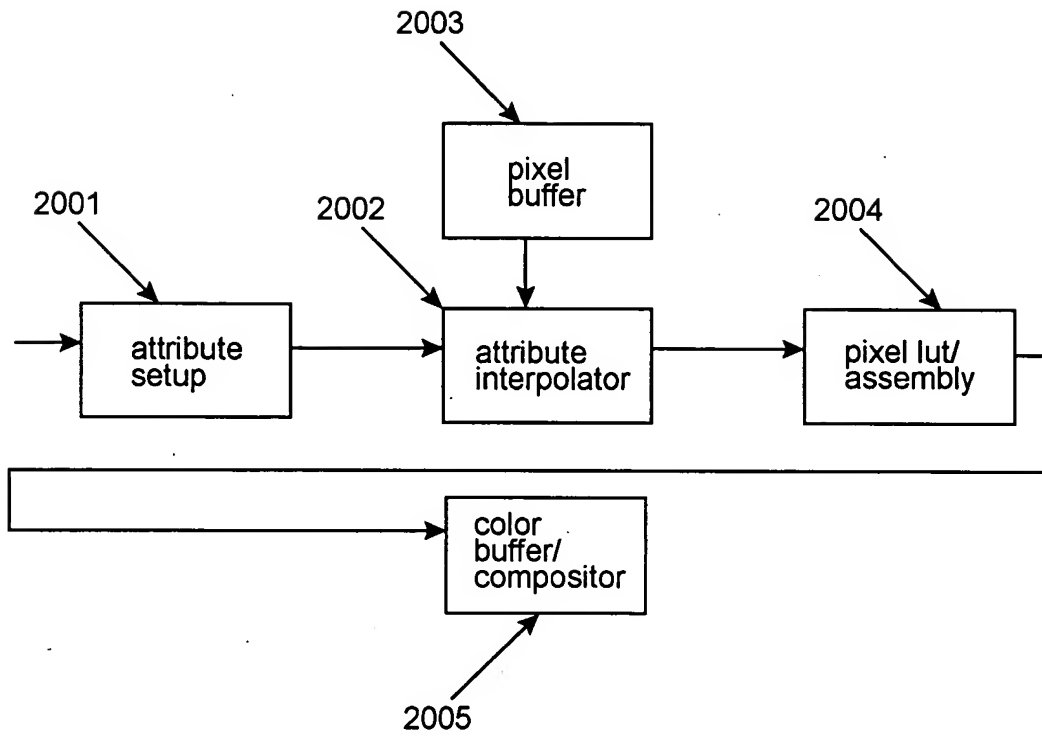 2003
pixel
buffer
2001
2002
2004
attribute
setup
attribute
interpolator
pixel lut/
assembly
color
buffer/
compositor
2005